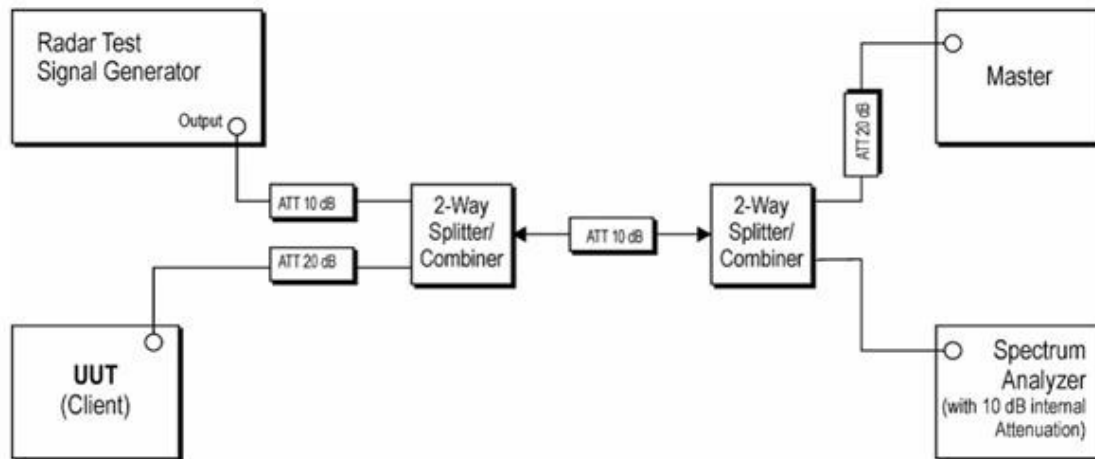 Radar Test
Signal Generator
Output
ATT 10 dB
ATT 20 dB
UUT
(Client)
2-Way
Splitter/
Combiner
ATT 10 dB
2-Way
Splitter/
Combiner
ATT 20 dB
Master
Spectrum
Analyzer
(with 10 dB internal
Attenuation)